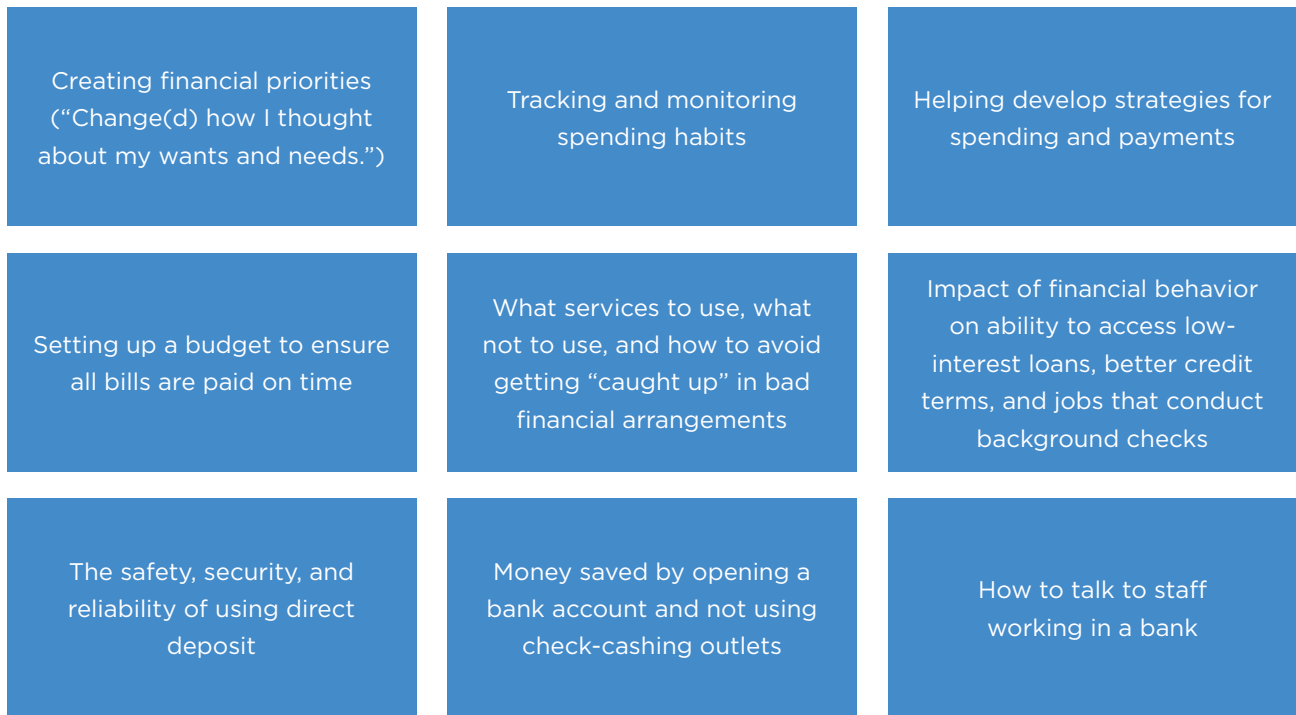 Creating financial priorities
(“Change(d) how I thought
about my wants and needs.”)
Tracking and monitoring
spending habits
Helping develop strategies for
spending and payments
Setting up a budget to ensure
all bills are paid on time
What services to use, what
not to use, and how to avoid
getting “caught up” in bad
financial arrangements
Impact of financial behavior
on ability to access low-
interest loans, better credit
terms, and jobs that conduct
background checks
The safety, security, and
reliability of using direct
deposit
Money saved by opening a
bank account and not using
check-cashing outlets
How to talk to staff
working in a bank